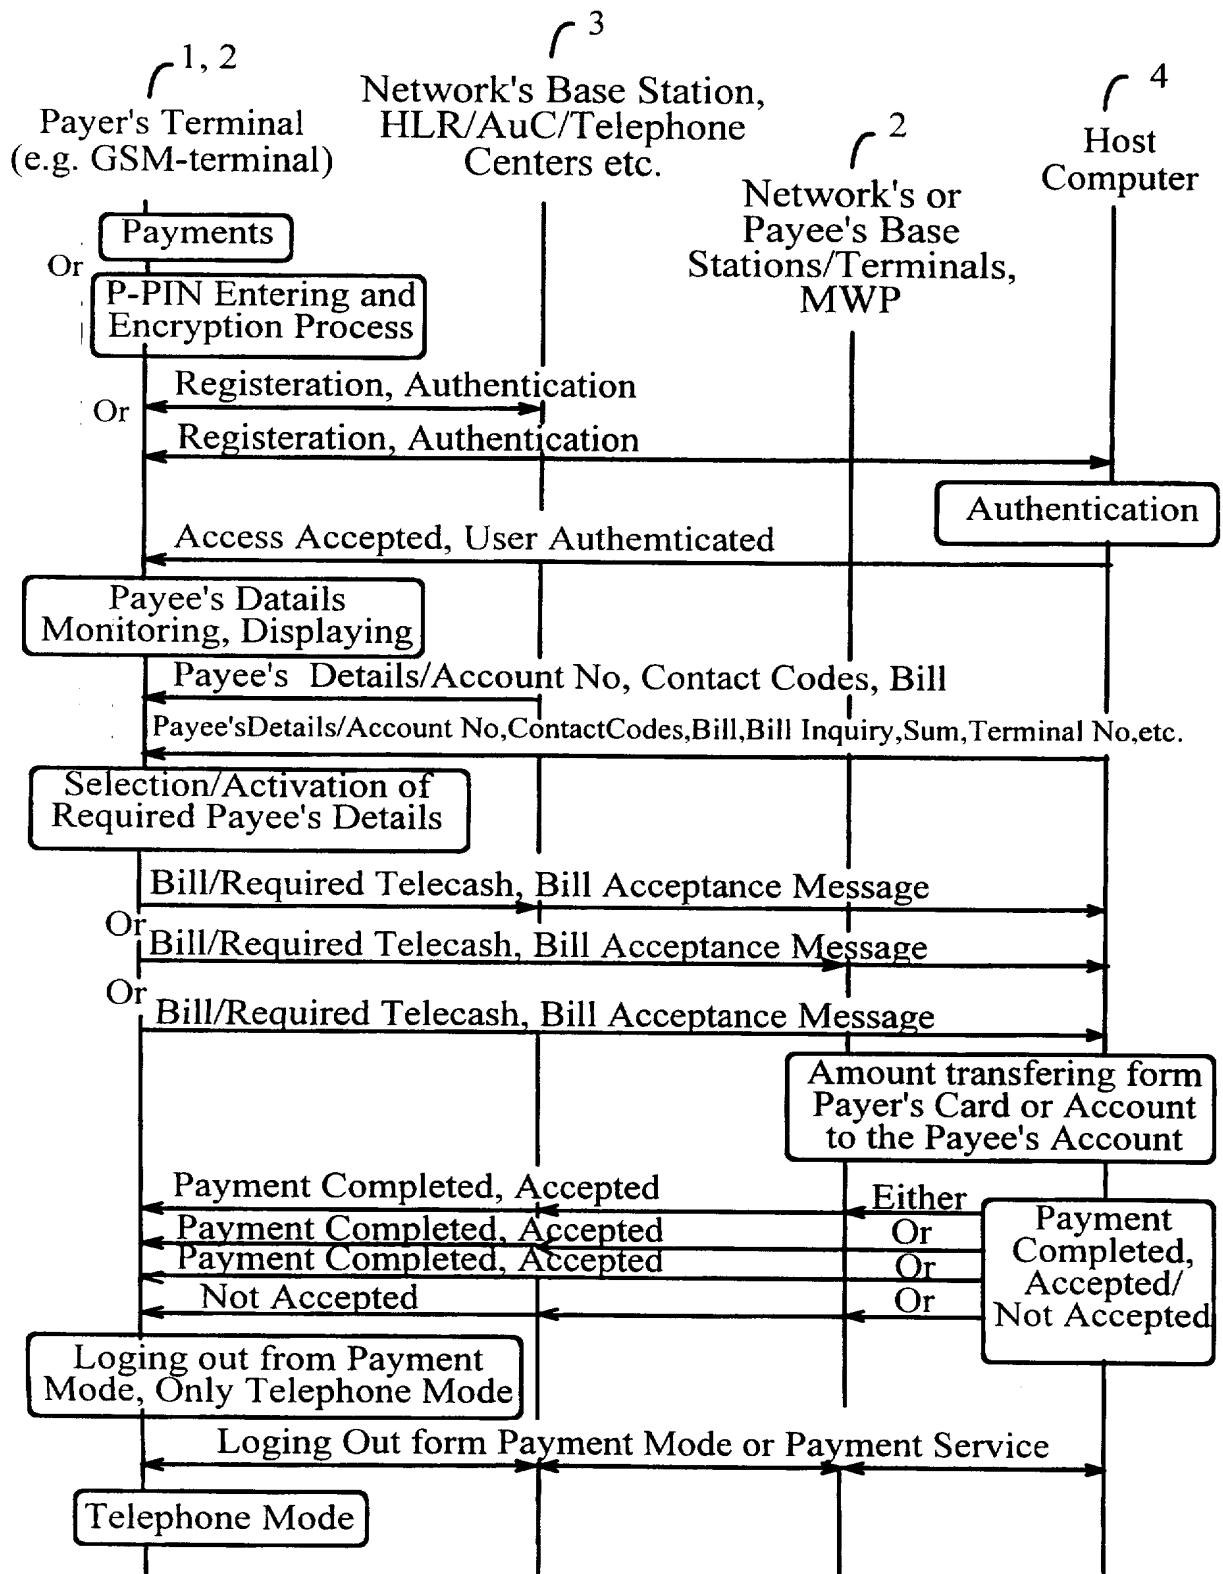 1, 2
3
4
2
Payer's Terminal
(e.g. GSM-terminal)
Network's Base Station,
HLR/AuC/Telephone
Centers etc.
Network's or
Payee's Base
Stations/Terminals,
MWP
Host
Computer
Payments
Or
P-PIN Entering and
Encryption Process
Registeration, Authentication
Or
Registeration, Authentication
Authentication
Access Accepted, User Authemticated
Payee's Datails
Monitoring, Displaying
Payee's Details/Account No, Contact Codes, Bill
Payee'sDetails/Account No,ContactCodes,Bill,Bill Inquiry,Sum,Terminal No,etc.
Selection/Activation of
Required Payee's Details
Bill/Required Telecash, Bill Acceptance Message
Or
Bill/Required Telecash, Bill Acceptance Message
Or
Bill/Required Telecash, Bill Acceptance Message
Amount transfering form
Payer's Card or Account
to the Payee's Account
Payment Completed, Accepted
Either
Payment Completed, Accepted
Or
Payment Completed, Accepted
Or
Not Accepted
Or
Payment
Completed,
Accepted/
Not Accepted
Loging out from Payment
Mode, Only Telephone Mode
Loging Out form Payment Mode or Payment Service
Telephone Mode